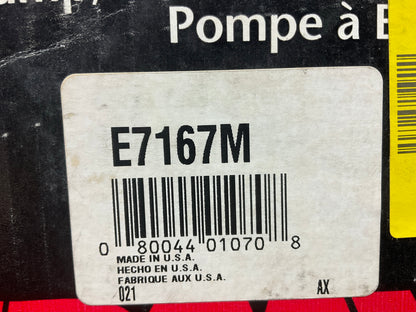 Pompe à
E7167M
0 80044 01070 8
MADE IN U.S.A.
HECHO EN U.S.A.
FABRIQUE AUX U.S.A.
021 AX